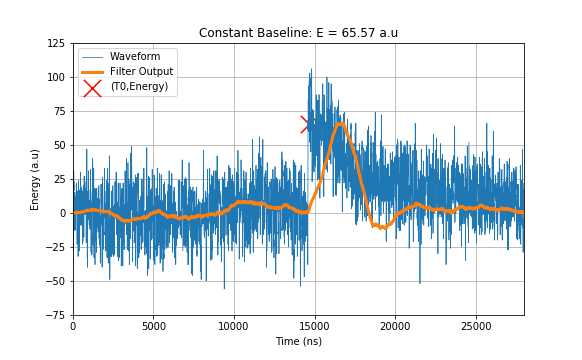 Constant Baseline: E = 65.57 a.u
Waveform
Filter Output
(T0,Energy)
Energy (a.u)
125
100
75
50
25
0
−25
−50
−75
0 5000 10000 15000 20000 25000
Time (ns)